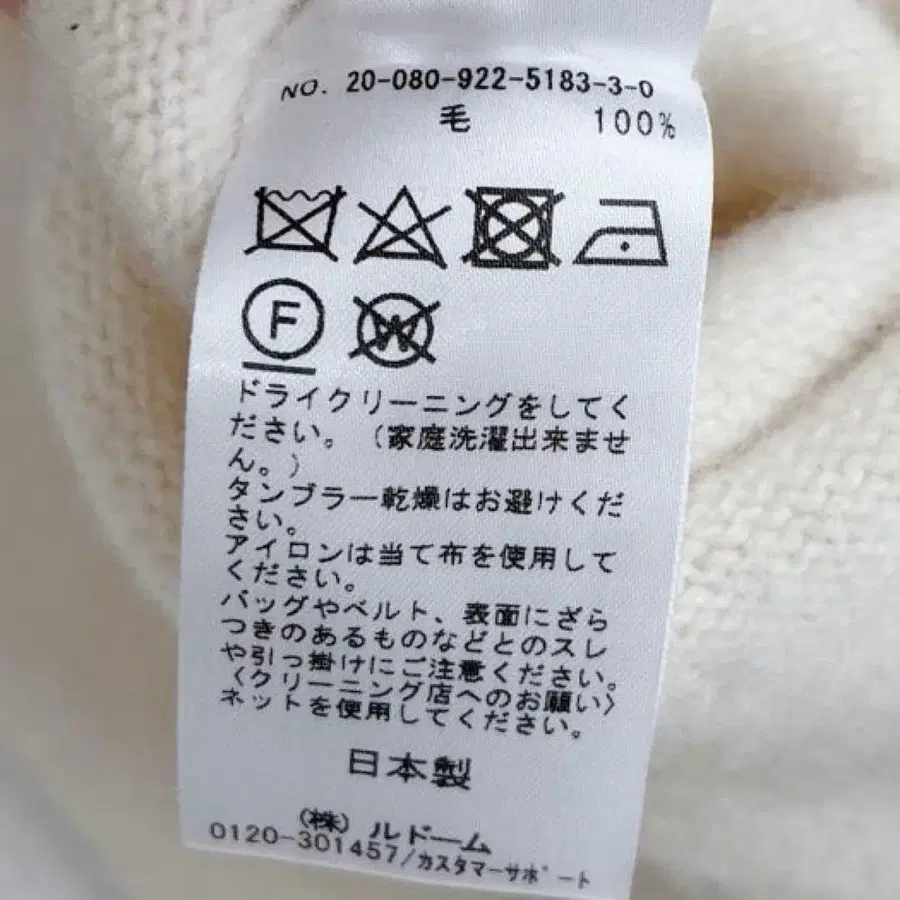 NO. 20-080-922-5183-3-0
毛 100%
F W
ドライクリーニングをしてく
ださい。（家庭洗濯出来ませ
ん。）
タンブラー乾燥はお避けくだ
さい。
アイロンは当て布を使用して
ください。
バッグやベルト、表面にざら
つきのあるものなどとのスレ
や引っ掛けにご注意ください。
〈クリーニング店へのお願い〉
ネットを使用してください。
日本製
(株) ルドーム
0120-301457/カスタマーサポート